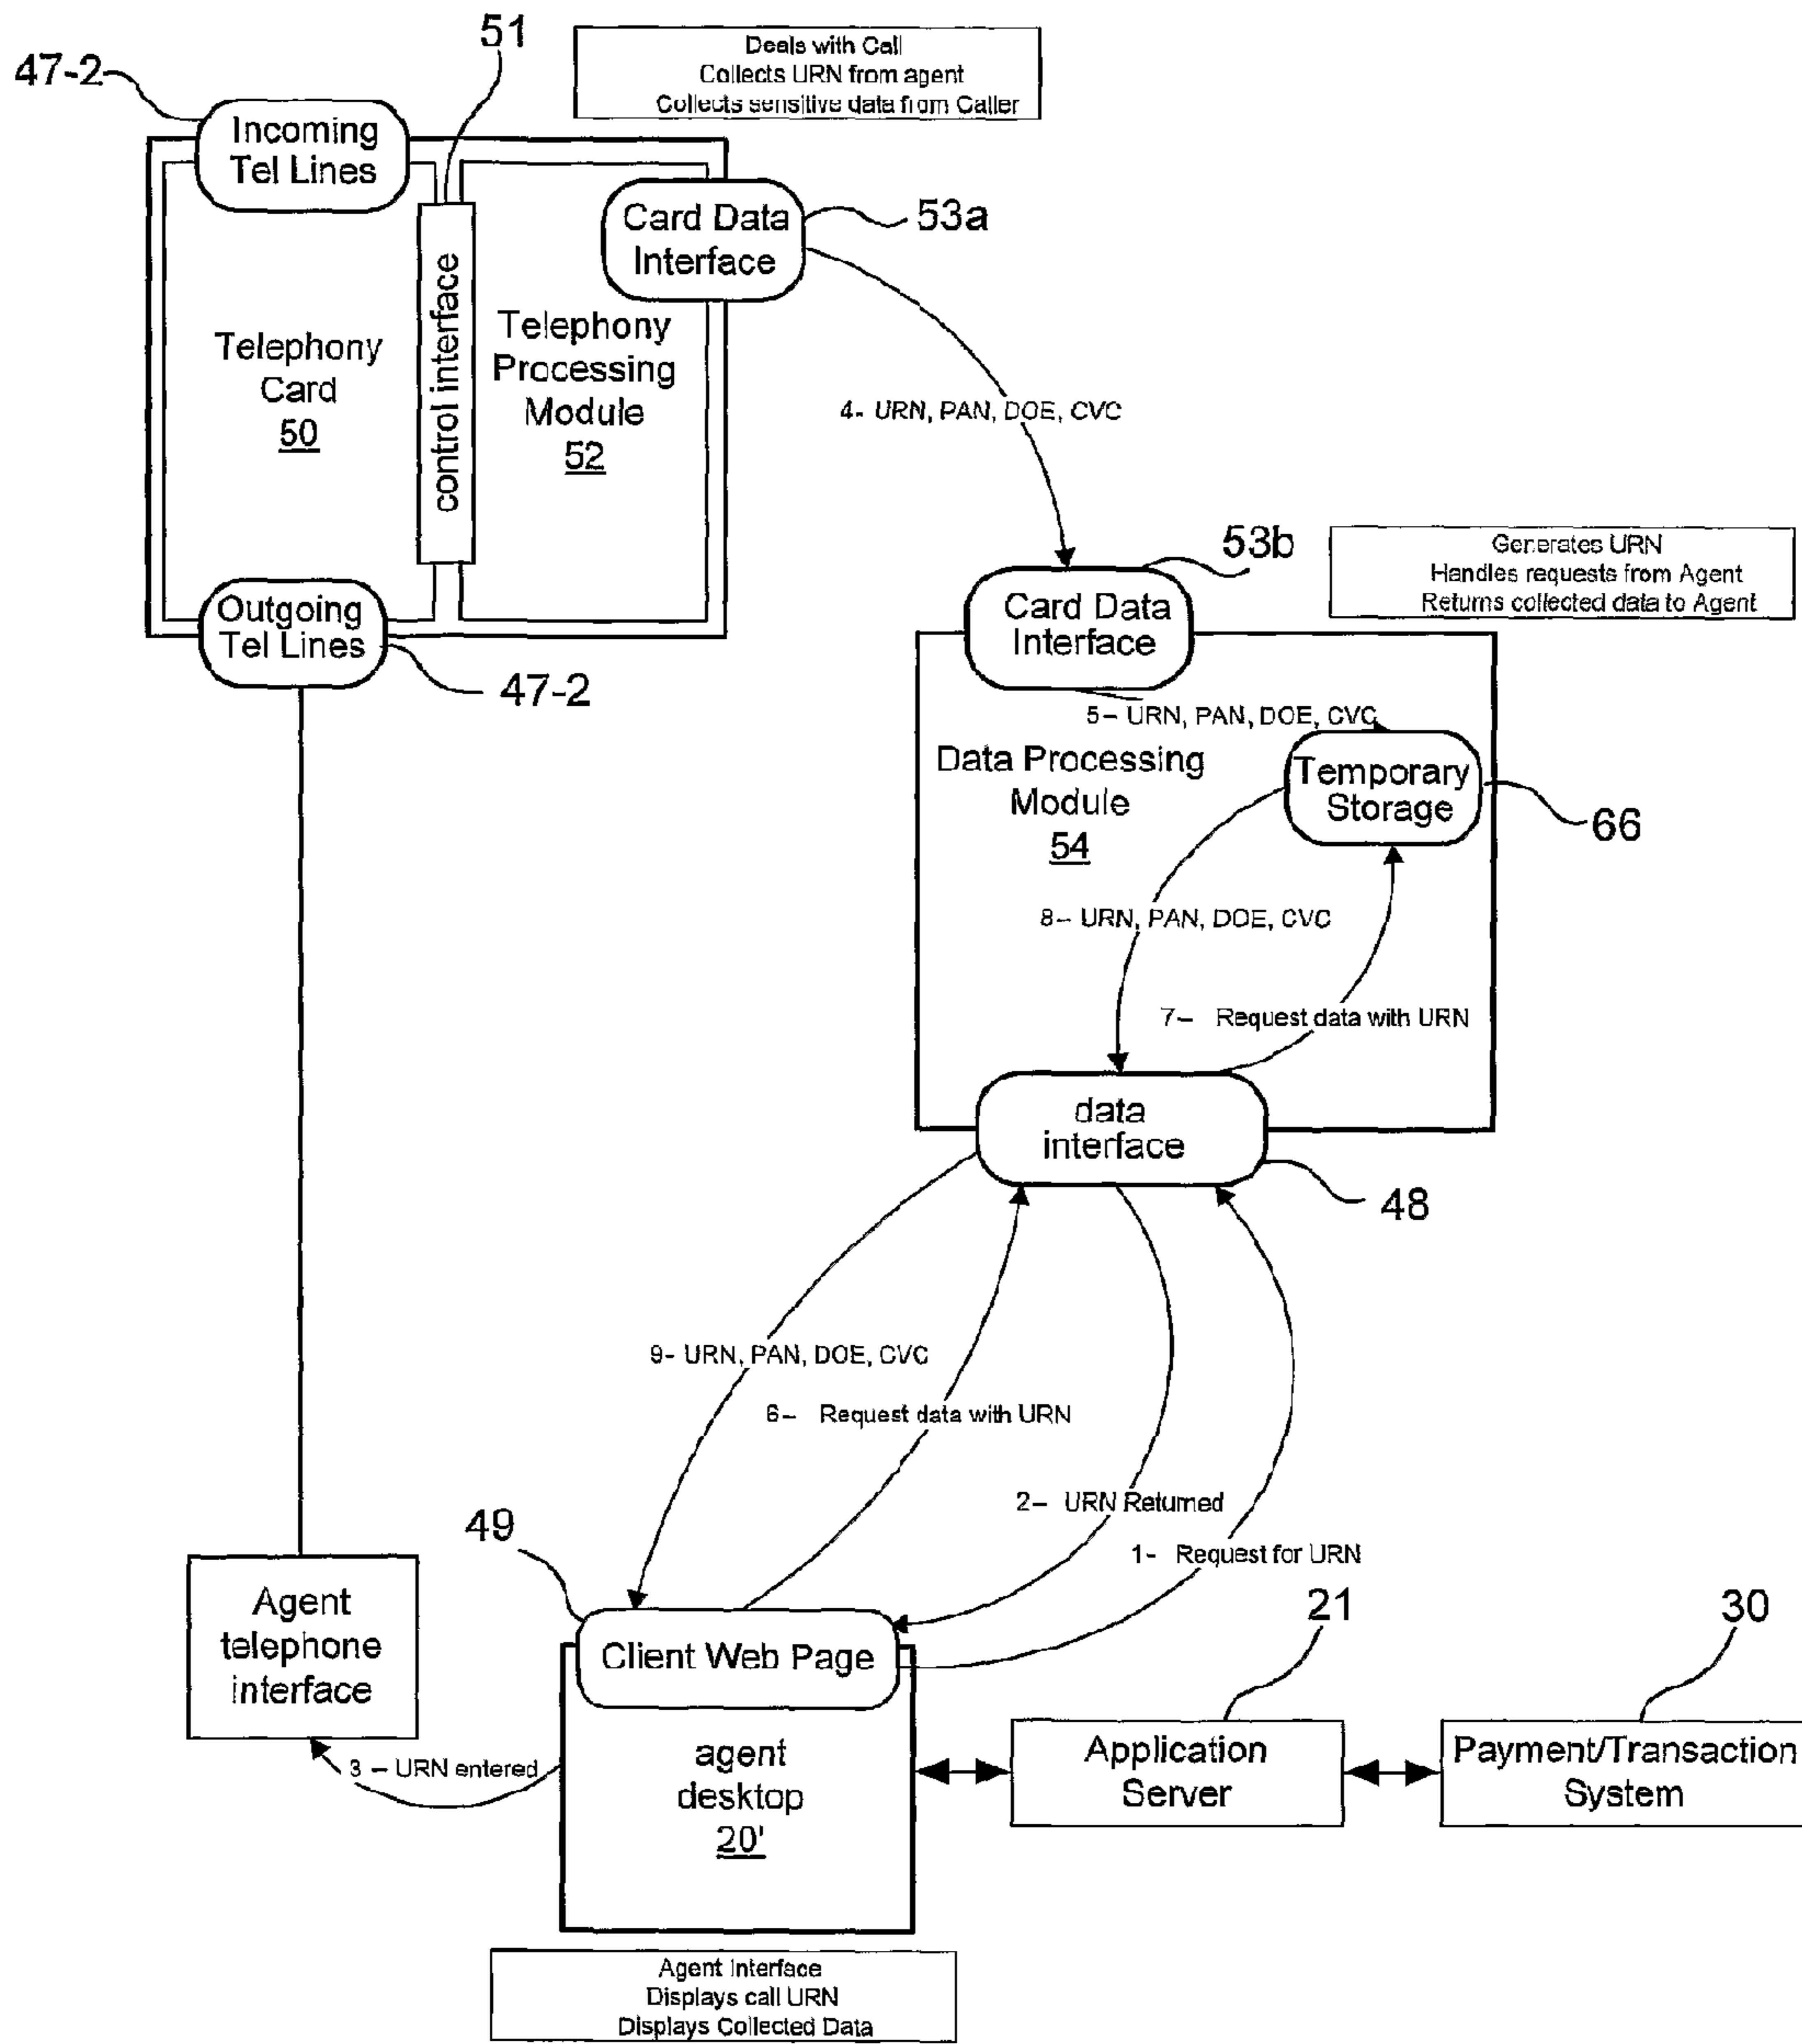 51
47-2
Deals with Call
Collects URN from agent
Collects sensitive data from Caller
Incoming
Tel Lines
Card Data
Interface
53a
control interface
Telephony
Card
50
Telephony
Processing
Module
52
4- URN, PAN, DOE, CVC
53b
Generates URN
Handles requests from Agent
Returns collected data to Agent
Outgoing
Tel Lines
47-2
Card Data
Interface
5- URN, PAN, DOE, CVC
Data Processing
Module
54
Temporary
Storage
66
8- URN, PAN, DOE, CVC
7- Request data with URN
data
interface
48
9- URN, PAN, DOE, CVC
6- Request data with URN
2- URN Returned
1- Request for URN
49
Client Web Page
Agent
telephone
interface
3 - URN entered
agent
desktop
20'
21
Application
Server
30
Payment/Transaction
System
Agent Interface
Displays call URN
Displays Collected Data